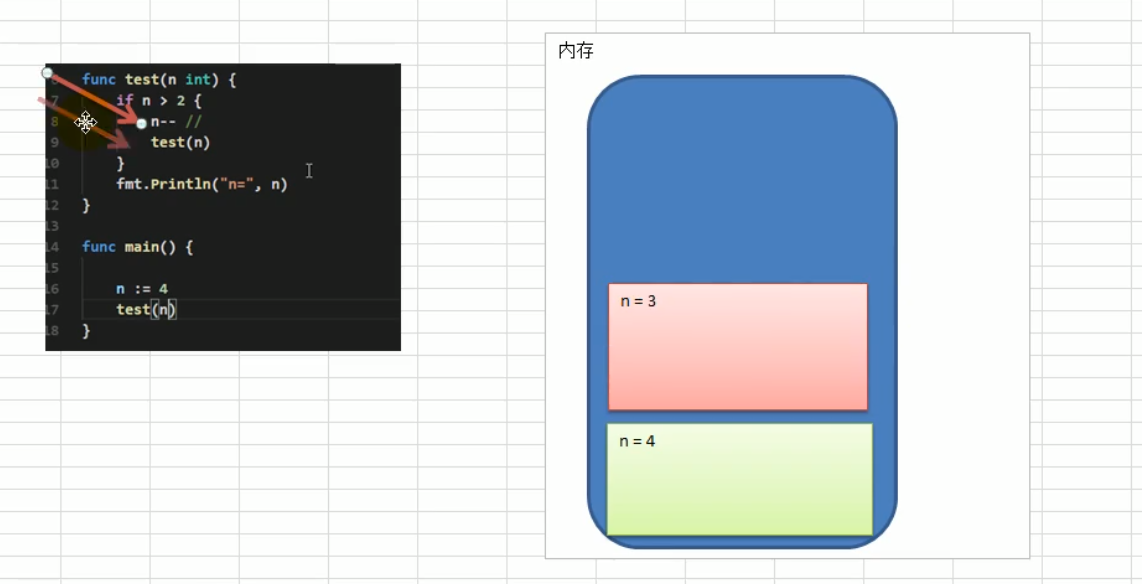 6 func test(n int) {
7 if n > 2 {
8 n-- //
9 test(n)
10 }
11 fmt.Println("n=", n)
12 }
13
14 func main() {
15
16 n := 4
17 test(n)
18 }
内存
n = 3
n = 4